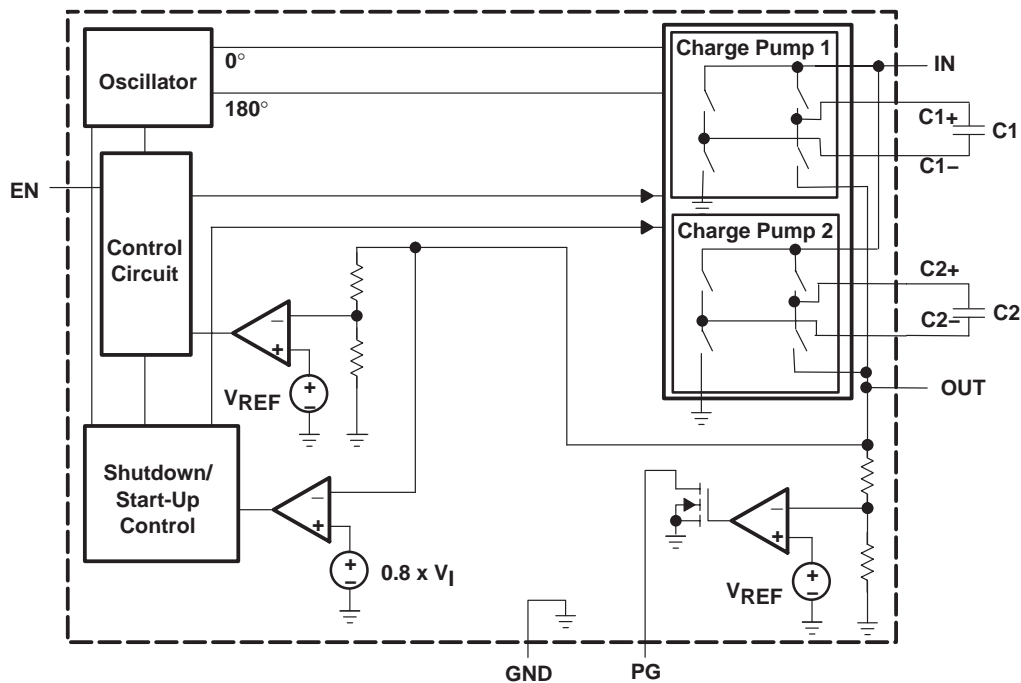 Oscillator
0°
180°
Charge Pump 1
IN
C1+
C1
C1–
EN
Control
Circuit
Charge Pump 2
C2+
C2
C2–
OUT
–
+
VREF
+
–
Shutdown/
Start-Up
Control
–
+
+
–
0.8 x VI
–
+
VREF
+
–
GND
PG